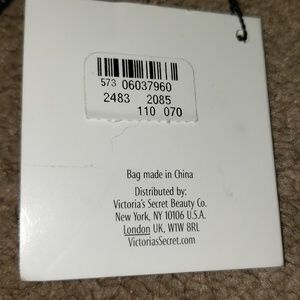 573 06037960
2483 2085
110 070
Bag made in China
Distributed by:
Victoria's Secret Beauty Co.
New York, NY 10106 U.S.A.
London UK, W1W 8RL
VictoriasSecret.com